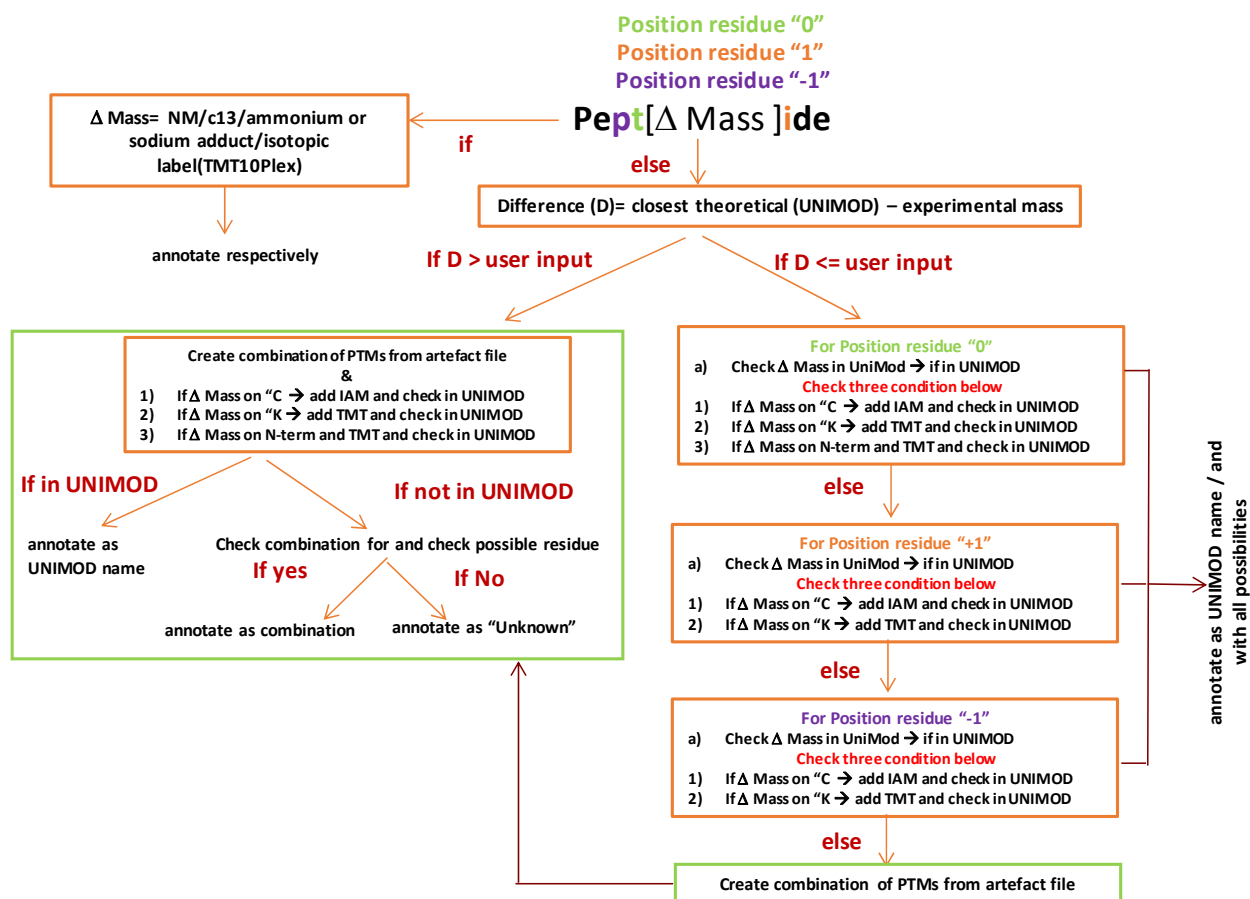 Position residue “0”
Position residue “1”
Position residue “-1”
Pept[Δ Mass ]ide
Δ Mass= NM/c13/ammonium or
sodium adduct/isotopic
label(TMT10Plex)
if
else
annotate respectively
Difference (D)= closest theoretical (UNIMOD) – experimental mass
If D > user input
If D <= user input
Create combination of PTMs from artefact file
&
1) If Δ Mass on “C → add IAM and check in UNIMOD
2) If Δ Mass on “K → add TMT and check in UNIMOD
3) If Δ Mass on N-term and TMT and check in UNIMOD
If in UNIMOD
If not in UNIMOD
annotate as
UNIMOD name
Check combination for and check possible residue
If yes
If No
annotate as combination
annotate as “Unknown”
For Position residue “0”
a) Check Δ Mass in UniMod → if in UNIMOD
Check three condition below
1) If Δ Mass on “C → add IAM and check in UNIMOD
2) If Δ Mass on “K → add TMT and check in UNIMOD
3) If Δ Mass on N-term and TMT and check in UNIMOD
else
For Position residue “+1”
a) Check Δ Mass in UniMod → if in UNIMOD
Check three condition below
1) If Δ Mass on “C → add IAM and check in UNIMOD
2) If Δ Mass on “K → add TMT and check in UNIMOD
else
For Position residue “-1”
a) Check Δ Mass in UniMod → if in UNIMOD
Check three condition below
1) If Δ Mass on “C → add IAM and check in UNIMOD
2) If Δ Mass on “K → add TMT and check in UNIMOD
else
Create combination of PTMs from artefact file
annotate as UNIMOD name / and
with all possibilities